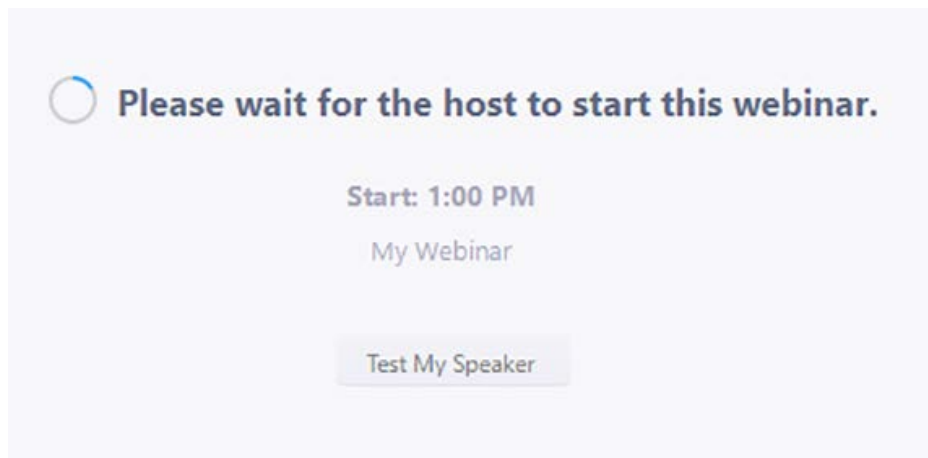 Please wait for the host to start this webinar.
Start: 1:00 PM
My Webinar
Test My Speaker